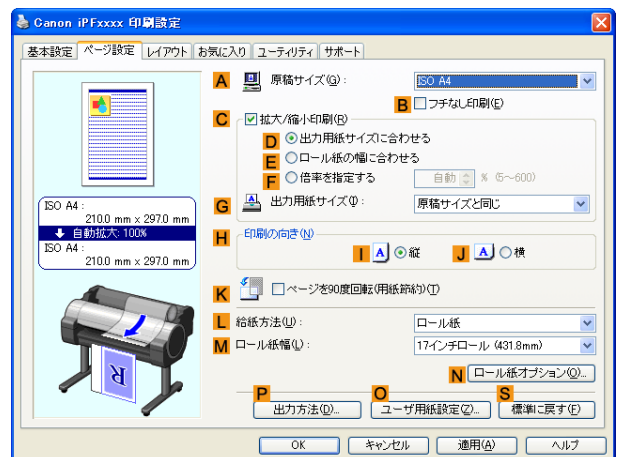 Canon iPFxxxx 印刷設定
基本設定 ページ設定 レイアウト お気に入り ユーティリティ サポート
A 原稿サイズ(G): ISO A4
B フチなし印刷(E)
C 拡大/縮小印刷(R)
D 出力用紙サイズに合わせる
E ロール紙の幅に合わせる
F 倍率を指定する 自動 % (5～600)
G 出力用紙サイズ(I): 原稿サイズと同じ
ISO A4 :
210.0 mm x 297.0 mm
自動拡大: 100%
ISO A4 :
210.0 mm x 297.0 mm
H 印刷の向き(N)
I A 縦 J A 横
K ページを90度回転(用紙節約)(T)
L 給紙方法(U): ロール紙
M ロール紙幅(L): 17インチロール (431.8mm)
N ロール紙オプション(O)...
R
P 出力方法(D)... O ユーザ用紙設定(Z)... S 標準に戻す(F)
OK キャンセル 適用(A) ヘルプ